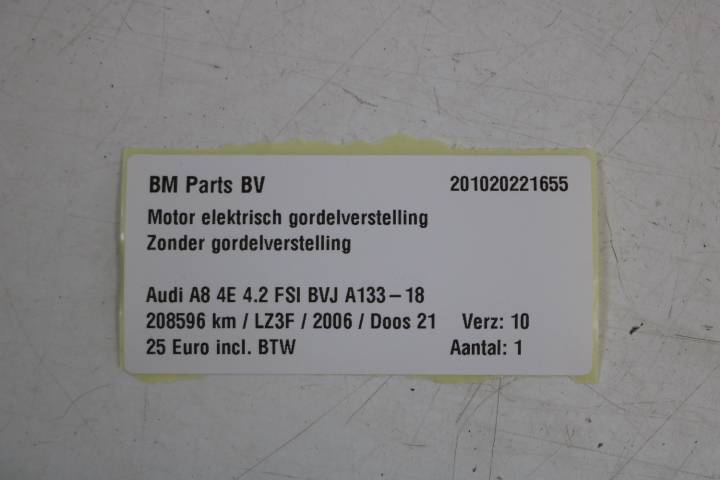 BM Parts BV 201020221655
Motor elektrisch gordelverstelling
Zonder gordelverstelling
Audi A8 4E 4.2 FSI BVJ A133-18
208596 km / LZ3F / 2006 / Doos 21 Verz: 10
25 Euro incl. BTW Aantal: 1